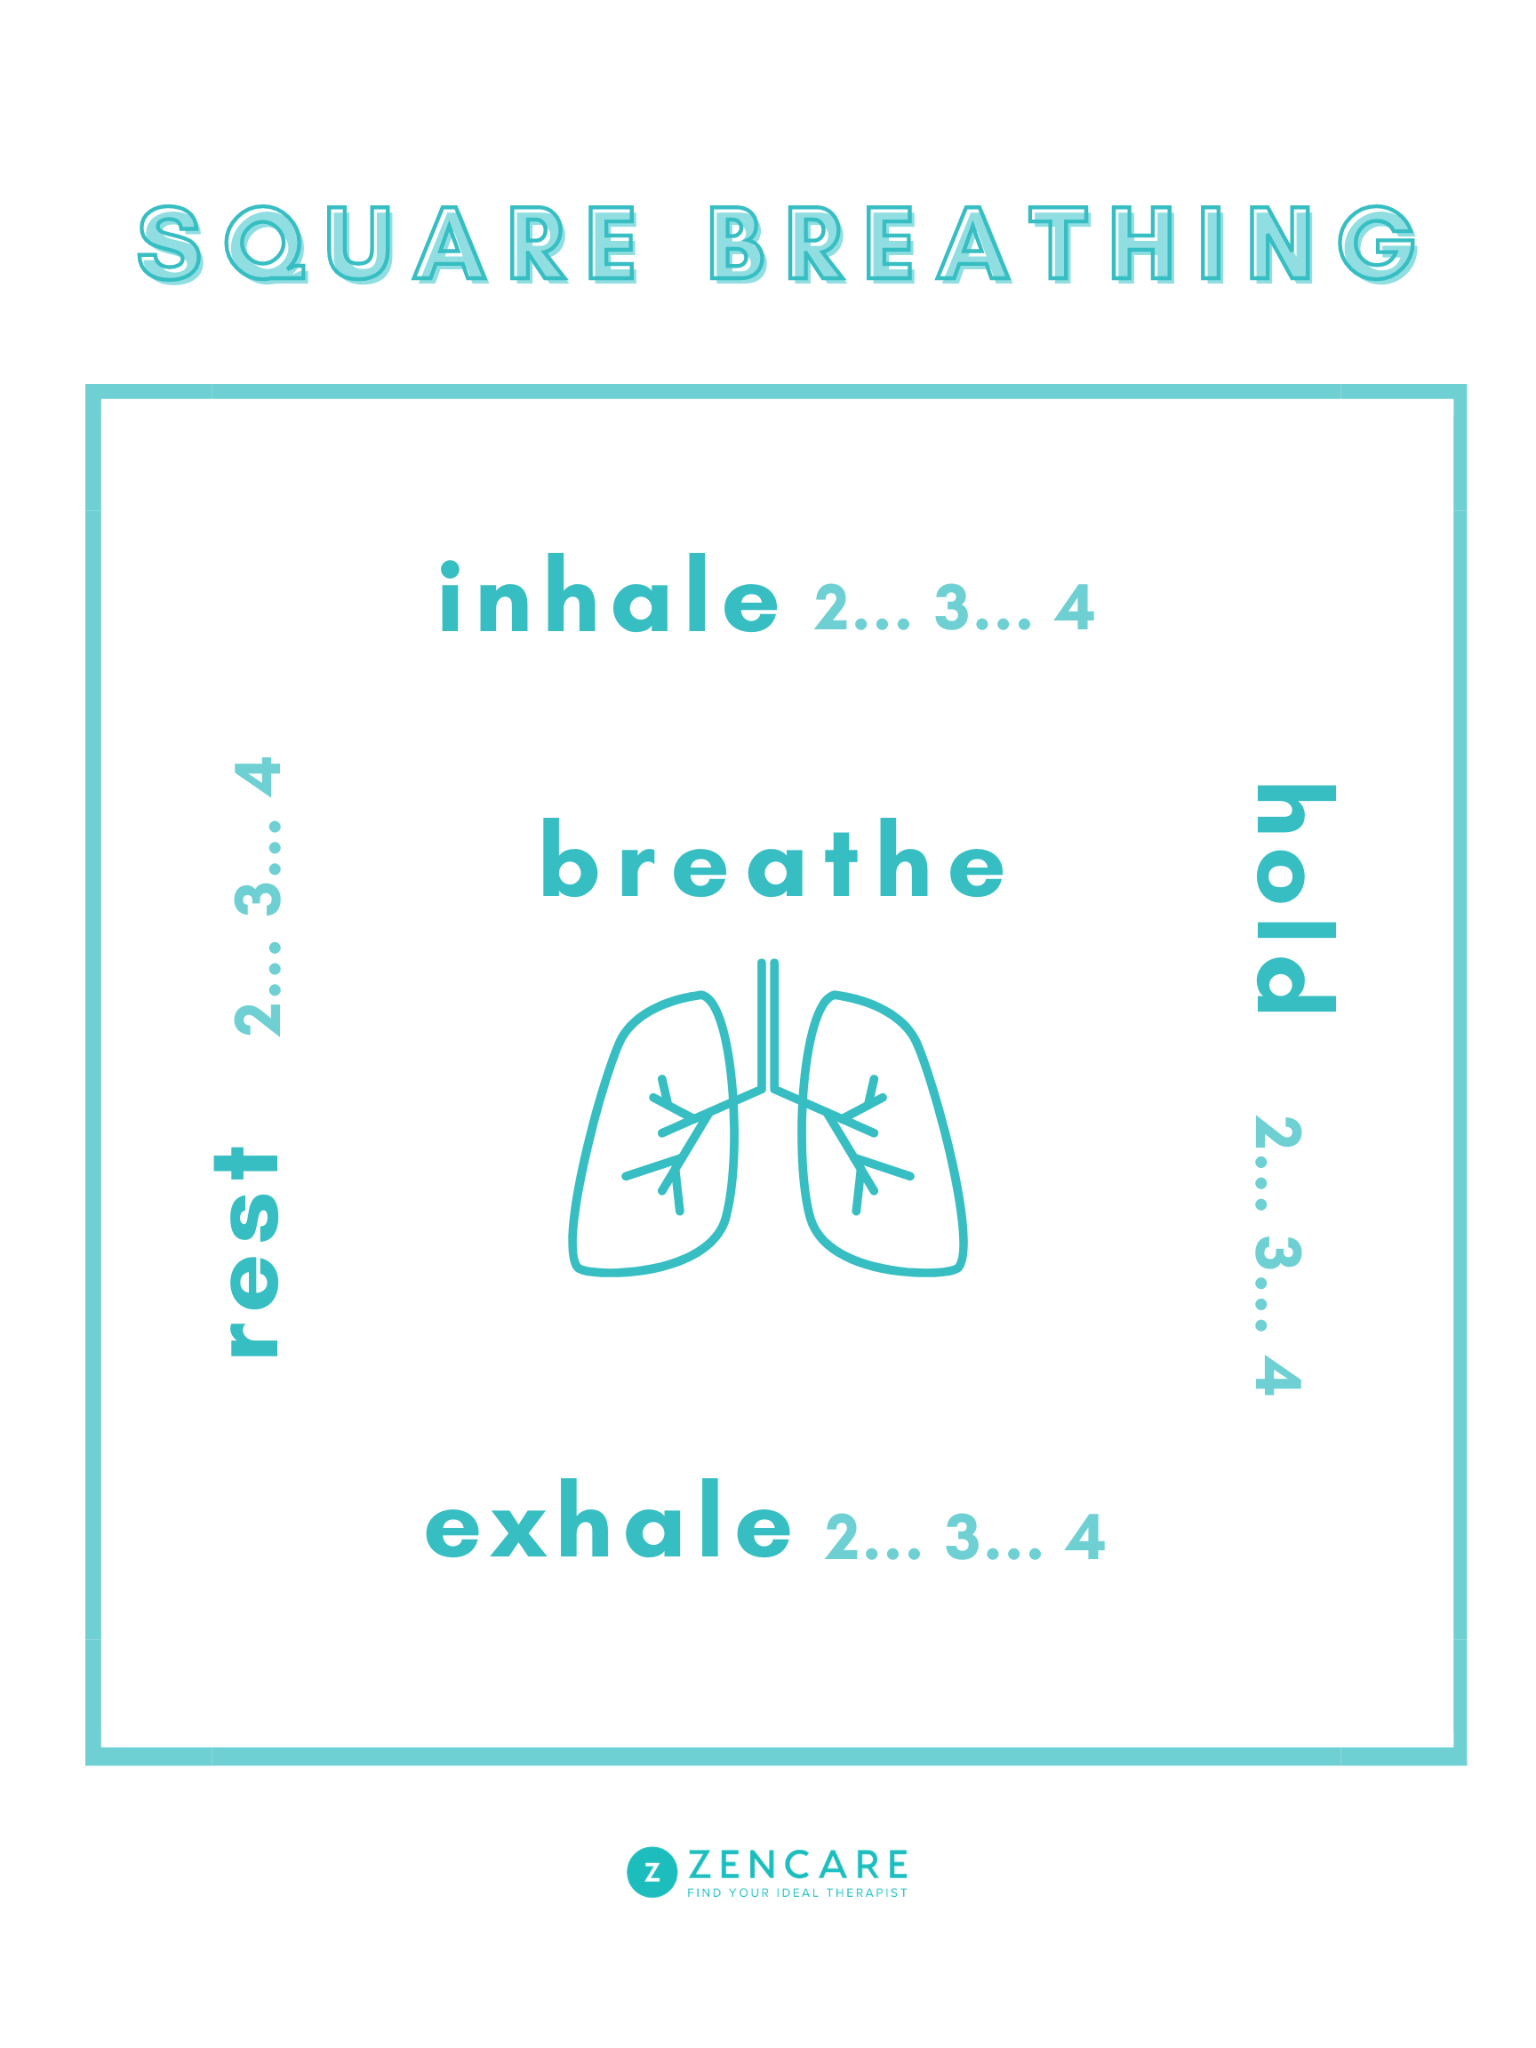 SQUARE BREATHING
inhale 2... 3... 4
hold 2... 3... 4
breathe
exhale 2... 3... 4
rest 2... 3... 4
Z ZENCARE
FIND YOUR IDEAL THERAPIST